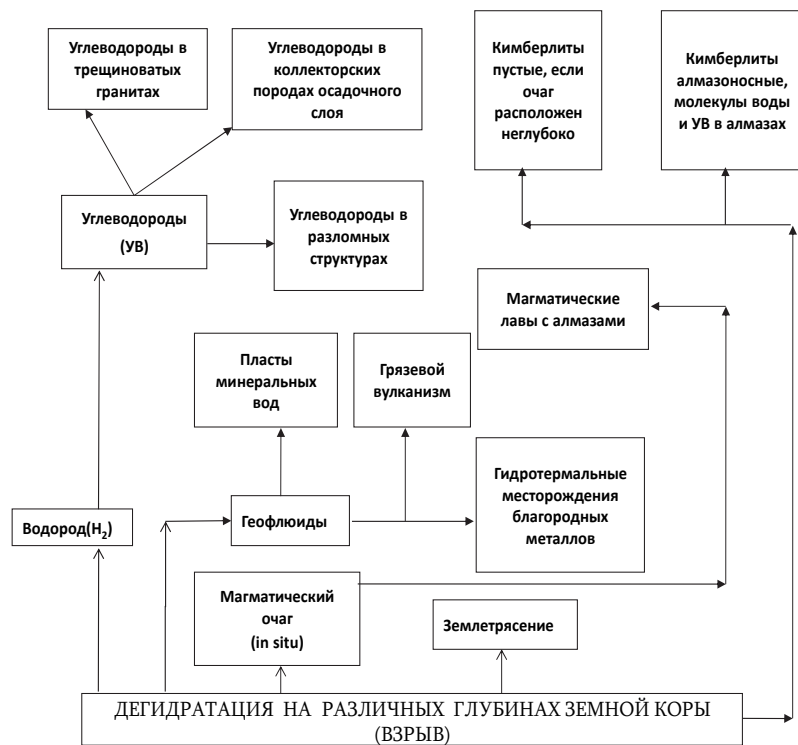 Углеводороды в
трещиноватых
гранитах
Углеводороды в
коллекторских
породах осадочного
слоя
Кимберлиты
пустые, если
очаг
расположен
неглубоко
Кимберлиты
алмазоносные,
молекулы воды
и УВ в алмазах
Углеводороды
(УВ)
Углеводороды в
разломных
структурах
Магматические
лавы с алмазами
Пласты
минеральных
вод
Грязевой
вулканизм
Водород(H₂)
Геофлюиды
Гидротермальные
месторождения
благородных
металлов
Магматический
очаг
(in situ)
Землетрясение
ДЕГИДРАТАЦИЯ НА РАЗЛИЧНЫХ ГЛУБИНАХ ЗЕМНОЙ КОРЫ
(ВЗРЫВ)